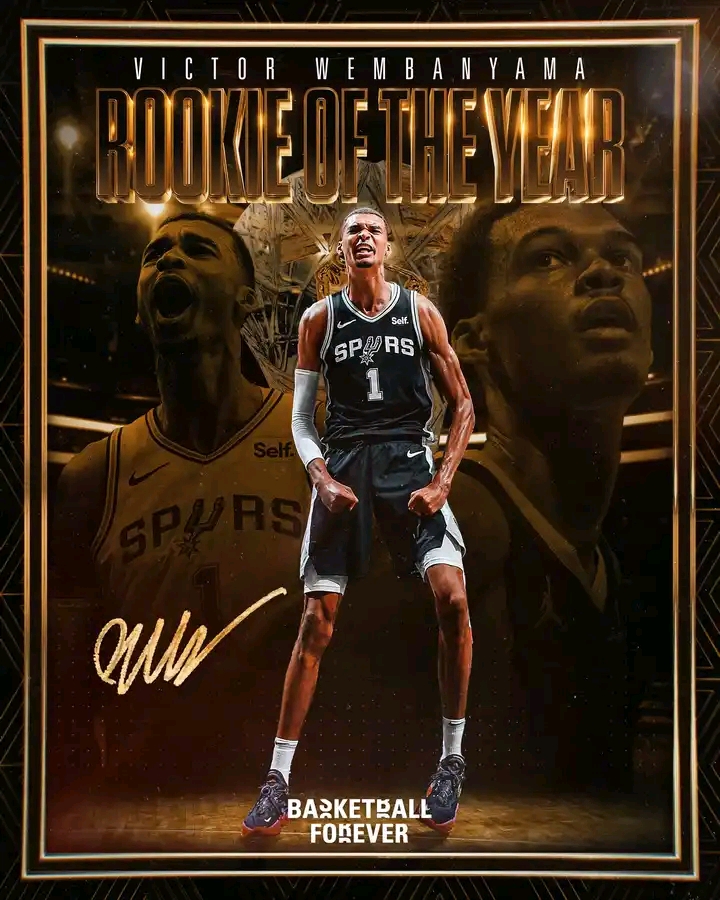 VICTOR WEMBANYAMA
ROOKIE OF THE YEAR
Self.
SPURS
1
Self.
SPURS
1
BASKETBALL
FOREVER